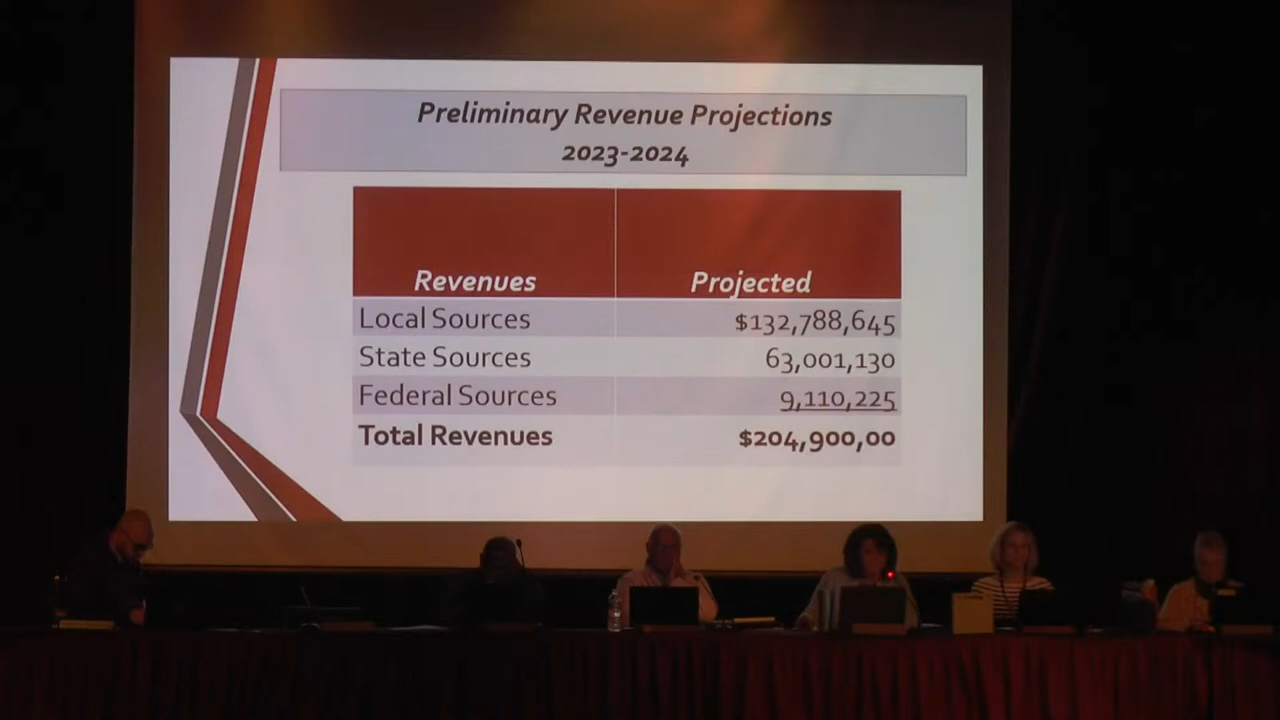 Preliminary Revenue Projections
2023-2024
Revenues Projected
Local Sources $132,788,645
State Sources 63,001,130
Federal Sources 9,110,225
Total Revenues $204,900,00